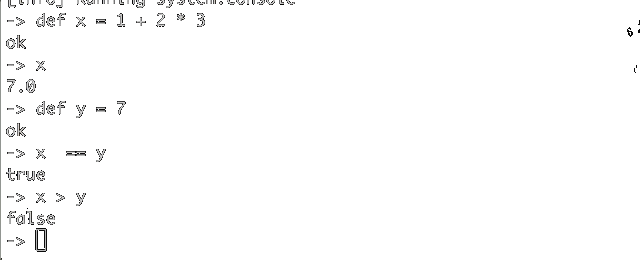 [info] Running system.console
-> def x = 1 + 2 * 3
ok
-> x
7.0
-> def y = 7
ok
-> x  == y
true
-> x > y
false
->